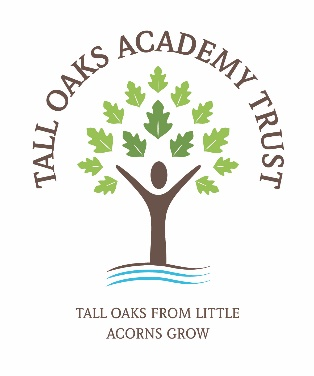 TALL OAKS ACADEMY TRUST
TALL OAKS FROM LITTLE
ACORNS GROW